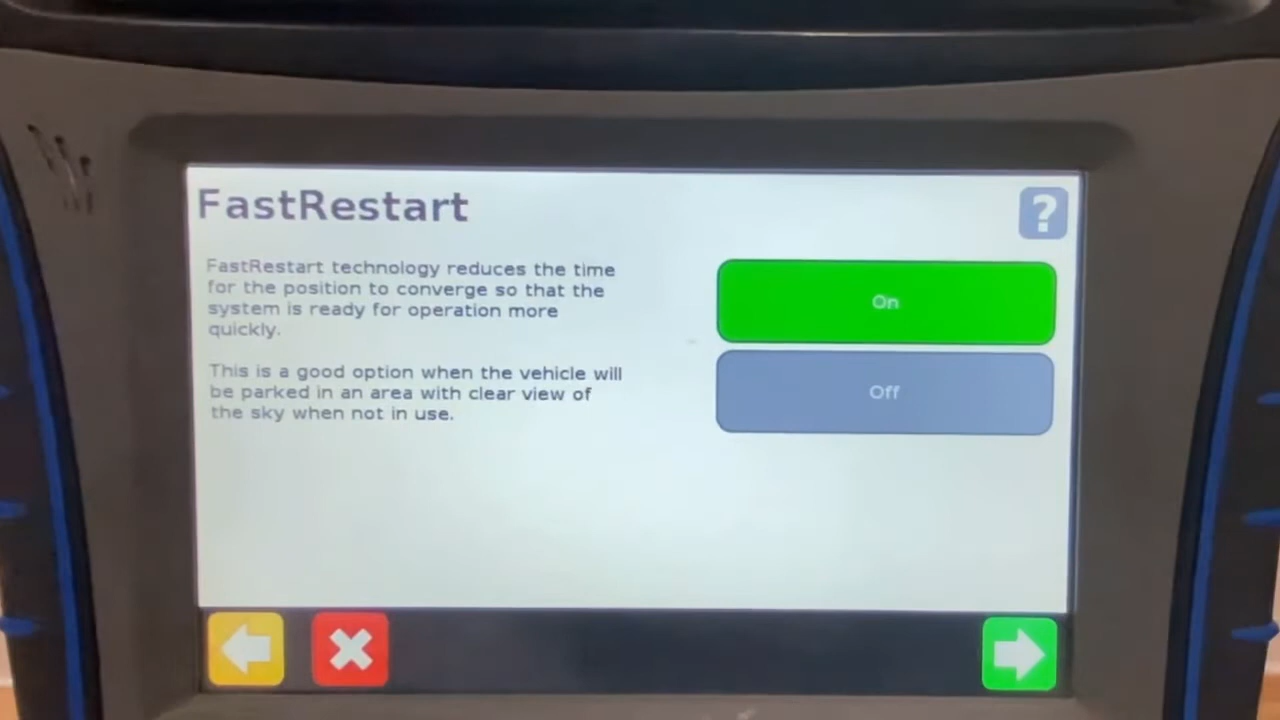 FastRestart
?
FastRestart technology reduces the time
for the position to converge so that the
system is ready for operation more
quickly.
This is a good option when the vehicle will
be parked in an area with clear view of
the sky when not in use.
On
Off